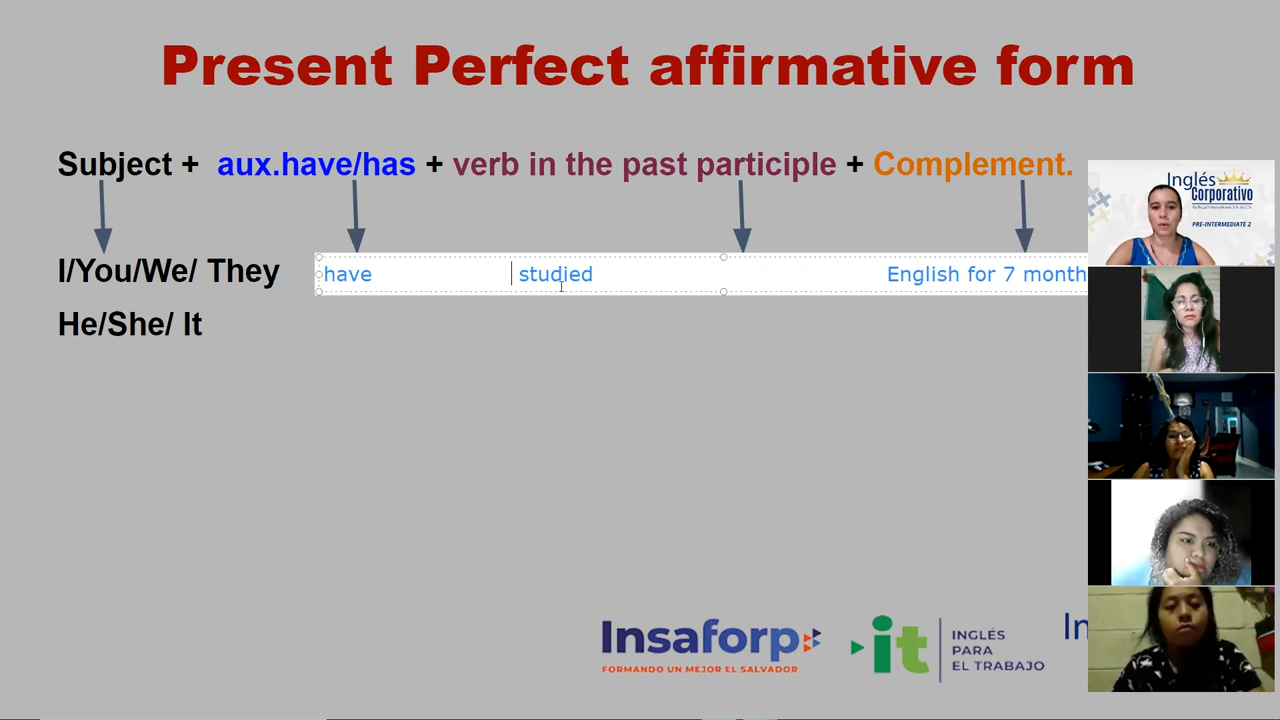 Present Perfect affirmative form
Subject + aux.have/has + verb in the past participle + Complement.
I/You/We/ They have studied English for 7 month
He/She/ It
Inglés
Corporativo
PRE-INTERMEDIATE 2
Insaforp
FORMANDO UN MEJOR EL SALVADOR
it
INGLÉS
PARA
EL TRABAJO
In